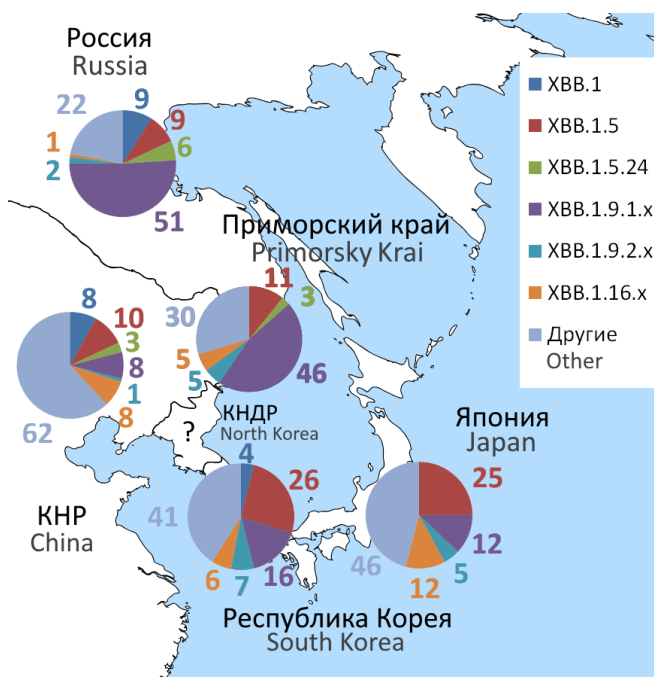 Россия
Russia
22
9
9
6
1
2
51
XBB.1
XBB.1.5
XBB.1.5.24
XBB.1.9.1.x
XBB.1.9.2.x
XBB.1.16.x
Другие
Other
Приморский край
Primorsky Krai
11
3
30
5
5
46
8
10
3
8
1
8
62
КНР
China
КНДР
North Korea
?
4
26
41
16
7
6
Республика Корея
South Korea
Япония
Japan
25
12
5
12
46